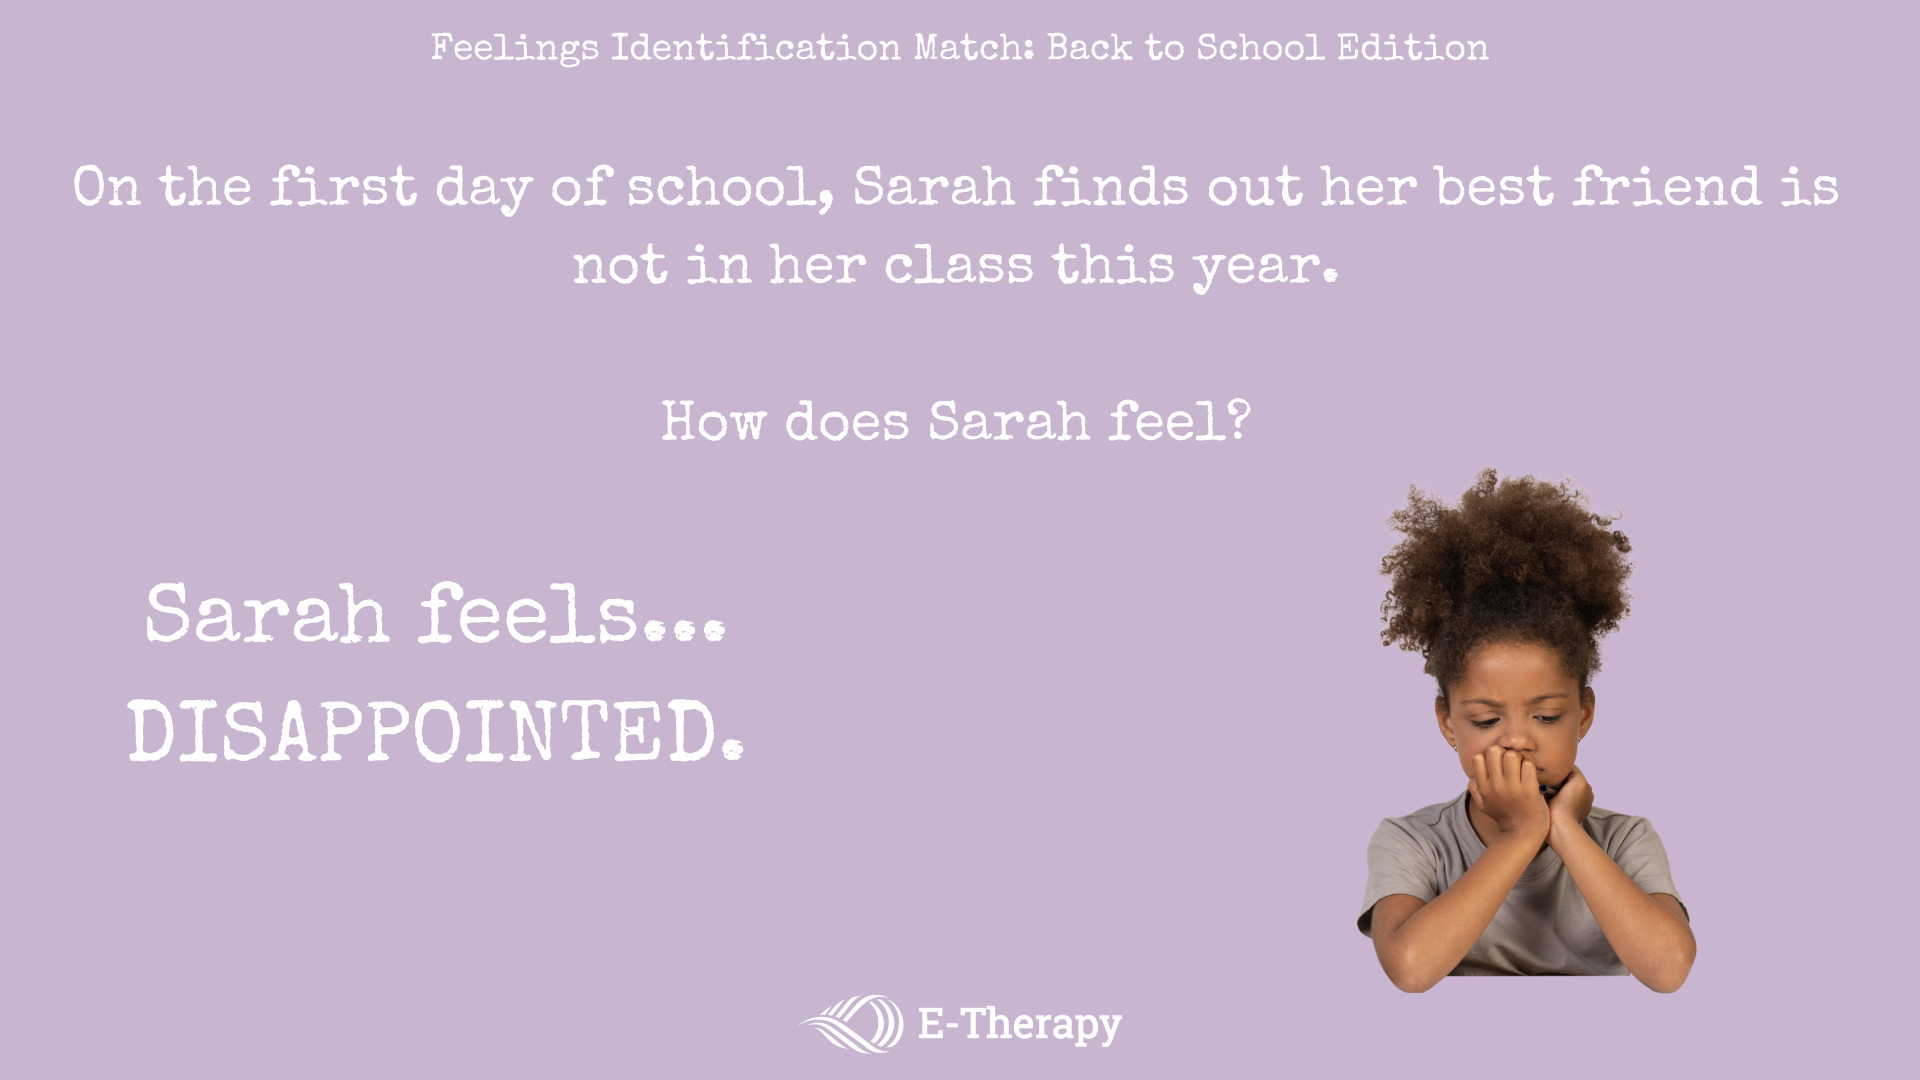 Feelings Identification Match: Back to School Edition
On the first day of school, Sarah finds out her best friend is
not in her class this year.
How does Sarah feel?
Sarah feels...
DISAPPOINTED.
E-Therapy